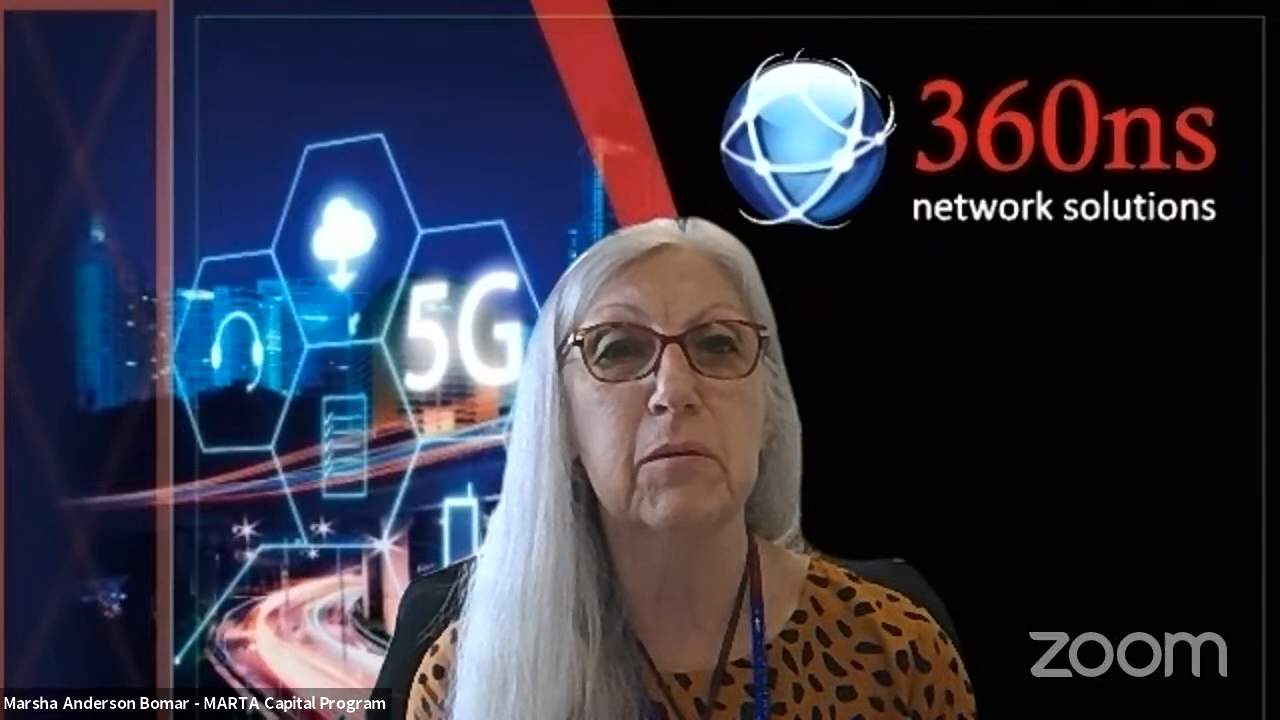 360ns
network solutions
5G
zoom
Marsha Anderson Bomar - MARTA Capital Program